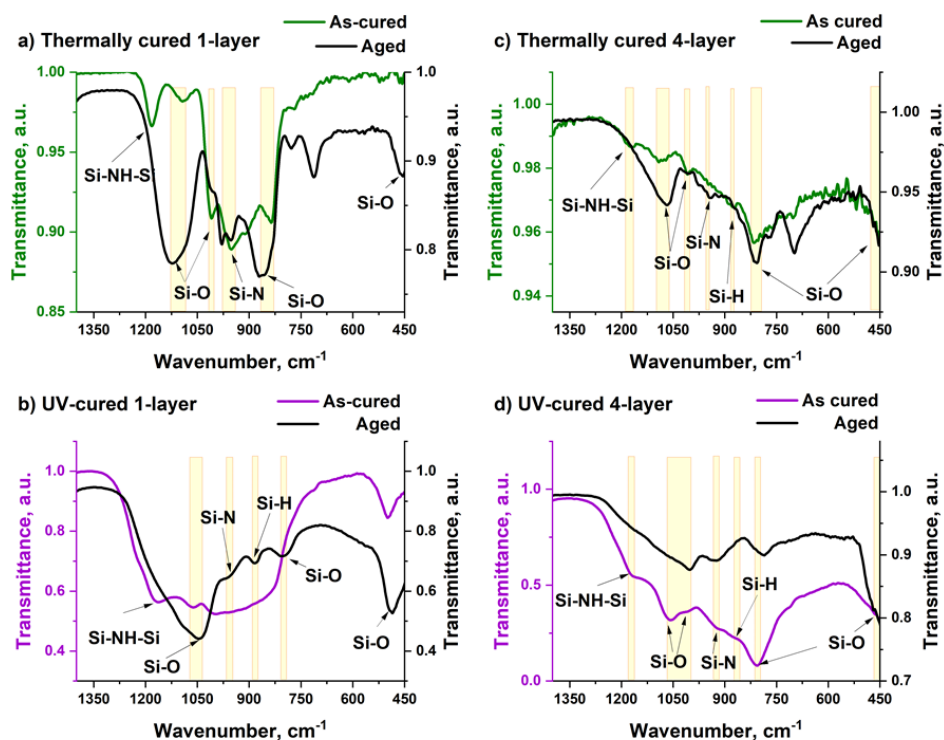 a) Thermally cured 1-layer
As-cured
Aged
1.00
0.95
0.90
0.85
Transmittance, a.u.
1.0
0.9
0.8
Transmittance, a.u.
Si-NH-Si
Si-O
Si-N
Si-O
Si-O
1350 1200 1050 900 750 600 450
Wavenumber, cm⁻¹
c) Thermally cured 4-layer
As cured
Aged
1.00
0.98
0.96
0.94
Transmittance, a.u.
1.00
0.95
0.90
Transmittance, a.u.
Si-NH-Si
Si-O
Si-N
Si-H
Si-O
1350 1200 1050 900 750 600 450
Wavenumber, cm⁻¹
b) UV-cured 1-layer
As-cured
Aged
1.0
0.8
0.6
0.4
Transmittance, a.u.
1.0
0.9
0.8
0.7
0.6
0.5
0.4
Transmittance, a.u.
Si-NH-Si
Si-O
Si-N
Si-H
Si-O
Si-O
1350 1200 1050 900 750 600 450
Wavenumber, cm⁻¹
d) UV-cured 4-layer
As cured
Aged
1.0
0.5
0.0
Transmittance, a.u.
1.0
0.9
0.8
0.7
Transmittance, a.u.
Si-NH-Si
Si-O
Si-N
Si-H
Si-O
1350 1200 1050 900 750 600 450
Wavenumber, cm⁻¹